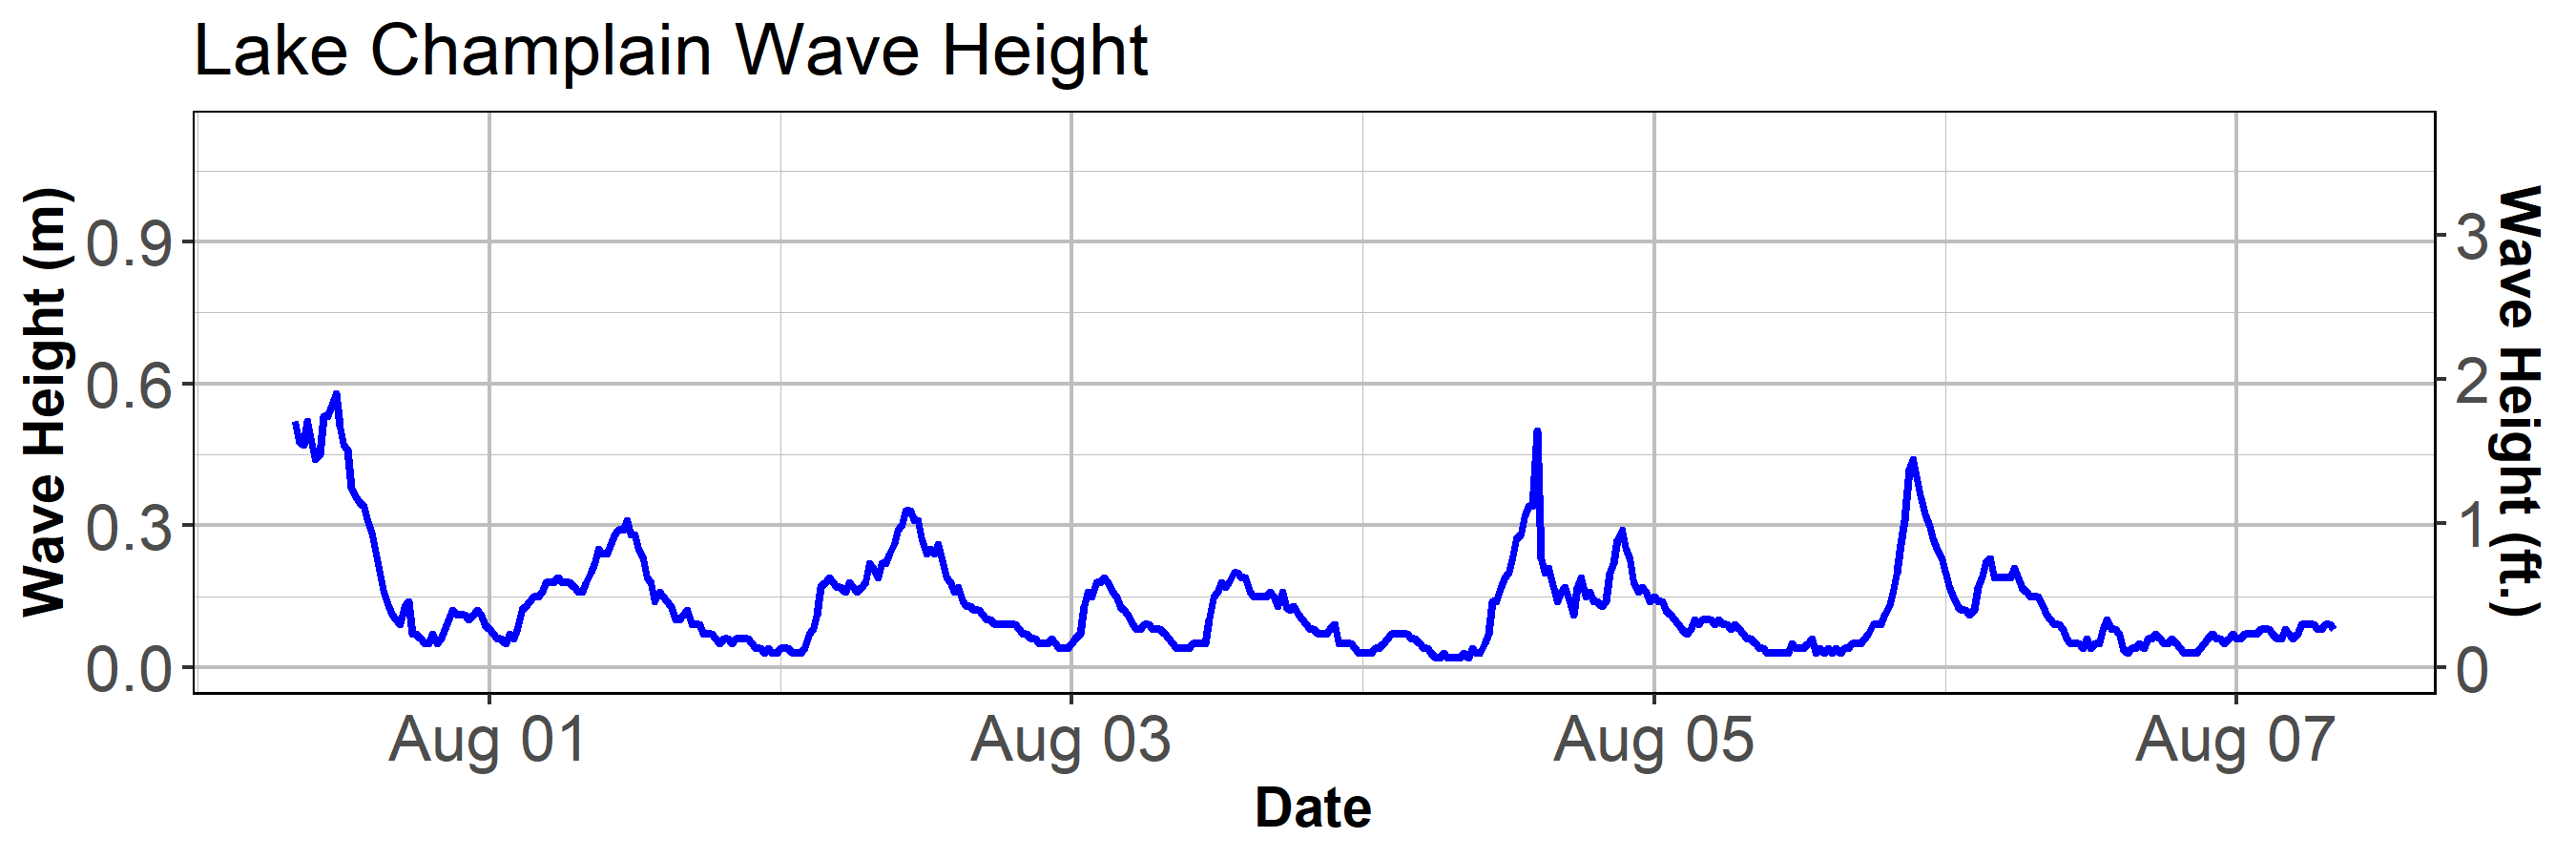 Lake Champlain Wave Height
Wave Height (m)
0.9
0.6
0.3
0.0
Wave Height (ft.)
3
2
1
0
Aug 01
Aug 03
Aug 05
Aug 07
Date